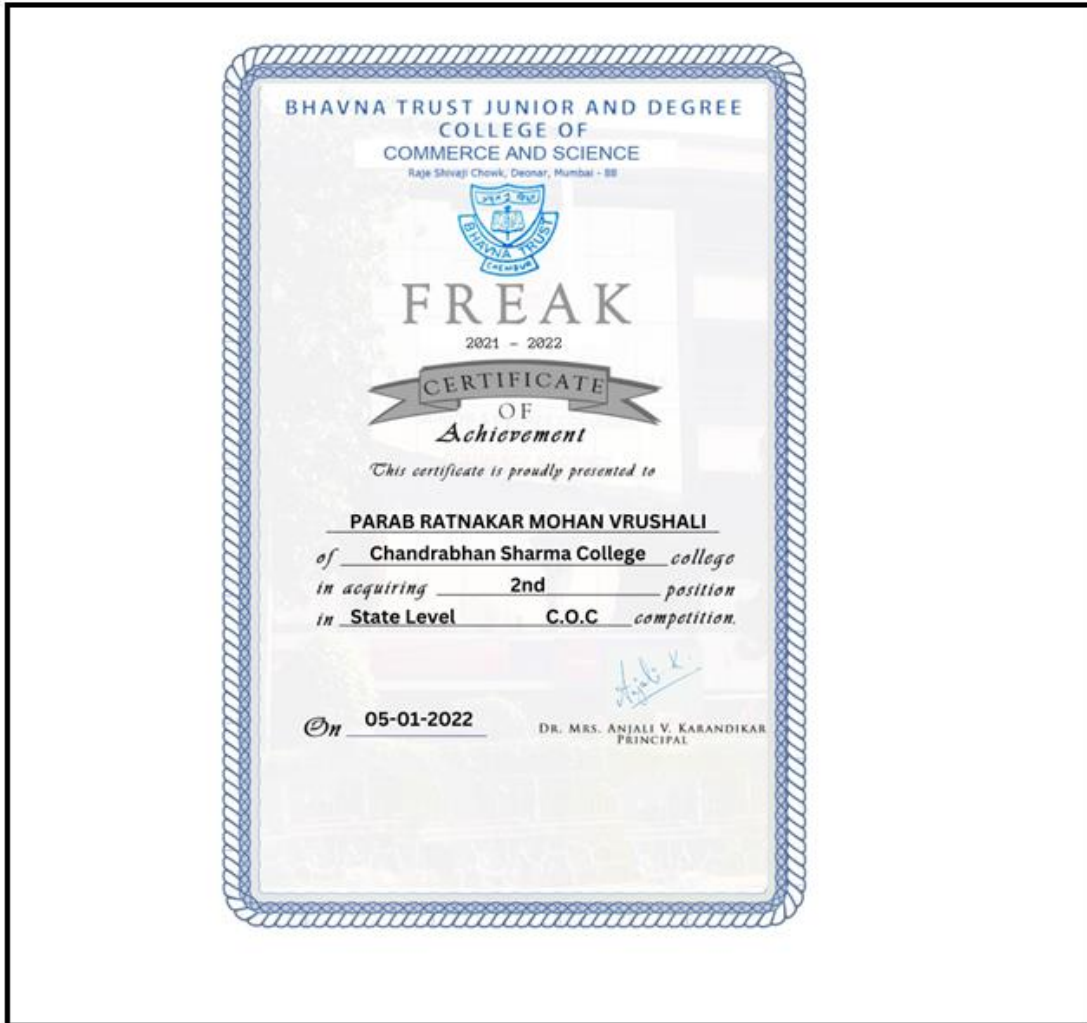 BHAVNA TRUST JUNIOR AND DEGREE
COLLEGE OF
COMMERCE AND SCIENCE
Raje Shivaji Chowk, Deonar, Mumbai - 88
BHAVNA TRUST
CHEMBUR
FREAK
2021 – 2022
CERTIFICATE
OF
Achievement
This certificate is proudly presented to
PARAB RATNAKAR MOHAN VRUSHALI
of Chandrabhan Sharma College college
in acquiring 2nd position
in State Level C.O.C competition.
Anjali K.
On 05-01-2022
DR. MRS. ANJALI V. KARANDIKAR
PRINCIPAL